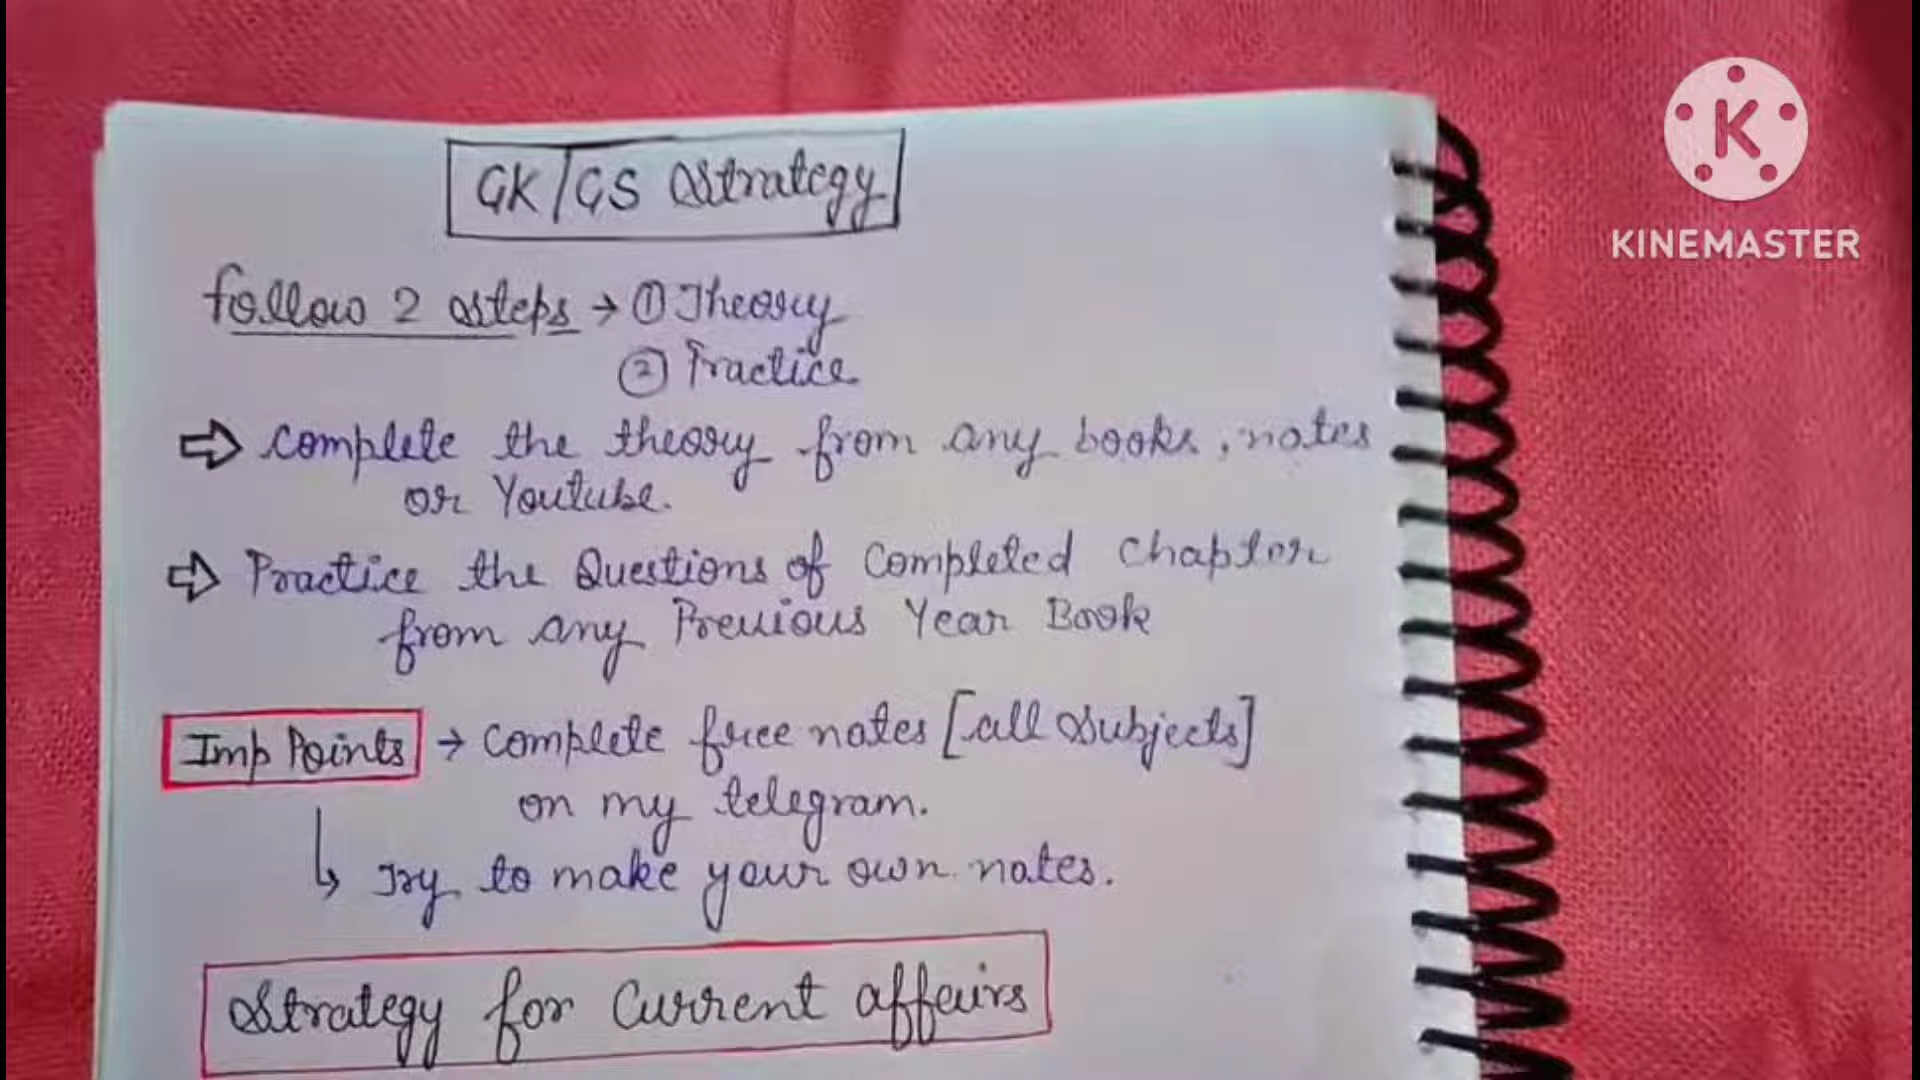 GK/GS Strategy
KINEMASTER
follow 2 steps → ① Theory
② Practice
⇒ Complete the theory from any books, notes
or Youtube.
⇒ Practice the Questions of Completed Chapter
from any Previous Year Book
Imp Points → Complete free notes [all subjects]
on my telegram.
↳ Try to make your own notes.
Strategy for Current affairs